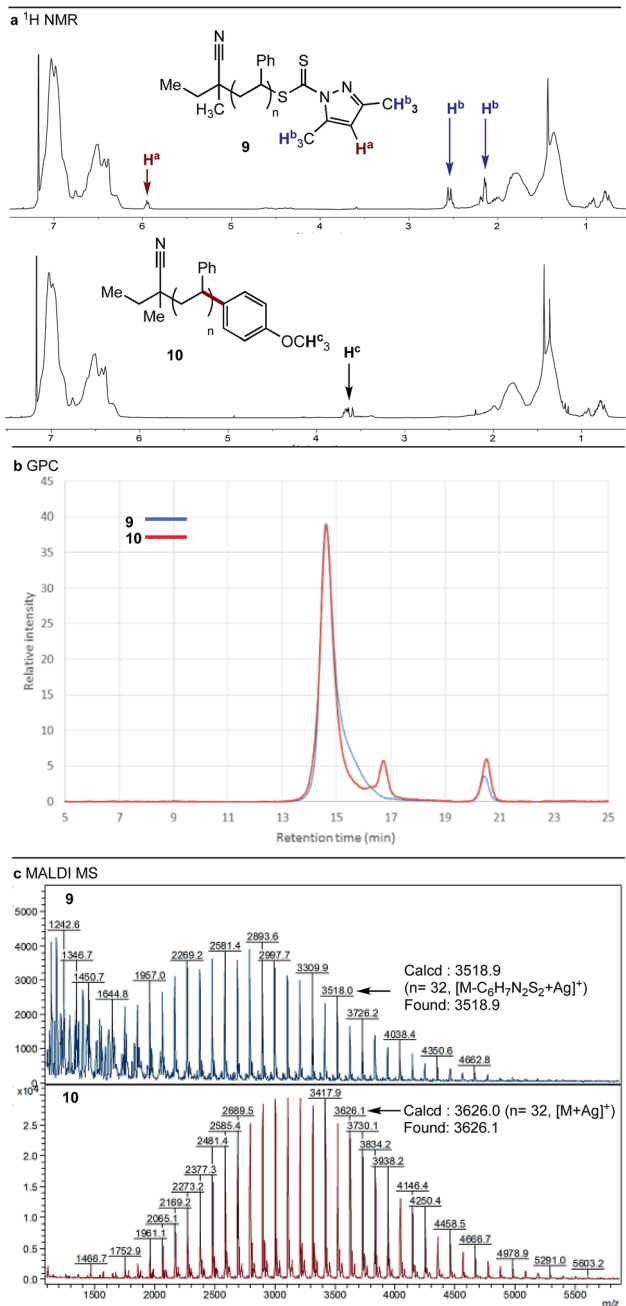 a ¹H NMR
N
Ph
S
Me
H₃C
n
S
N
N
CHᵇ₃
9
Hᵇ₃C
Hᵃ
Hᵃ
Hᵇ
Hᵇ
7
6
5
4
3
2
1
N
Ph
Me
Me
n
OCHᶜ₃
10
Hᶜ
7
6
5
4
3
2
1
b GPC
45
40
35
30
25
20
15
10
5
0
Relative intensity
9
10
5 7 9 11 13 15 17 19 21 23 25
Retention time (min)
c MALDI MS
9
5000
4000
3000
2000
1000
0
1242.6
1346.7
1450.7
1644.8
1957.0
2269.2
2581.4
2893.6
2997.7
3309.9
3518.0
3726.2
4038.4
4350.6
4662.8
Calcd : 3518.9
(n= 32, [M-C₆H₇N₂S₂+Ag]⁺)
Found: 3518.9
x10⁴
10
2.5
2.0
1.5
1.0
0.5
0.0
1466.7
1752.9
1961.1
2065.1
2169.2
2273.2
2377.3
2481.4
2585.4
2689.5
3417.9
3626.1
3730.1
3834.2
3938.2
4146.4
4250.4
4458.5
4666.7
4978.9
5291.0
5603.2
Calcd : 3626.0 (n= 32, [M+Ag]⁺)
Found: 3626.1
1500 2000 2500 3000 3500 4000 4500 5000 5500
m/z